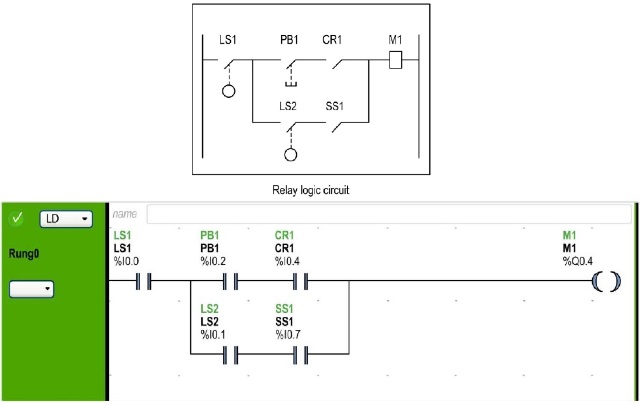 LS1 PB1 CR1 M1
LS2 SS1
Relay logic circuit
LD name
LS1 PB1 CR1 M1
LS1 PB1 CR1 M1
Rung0
%I0.0 %I0.2 %I0.4 %Q0.4
LS2 SS1
LS2 SS1
%I0.1 %I0.7